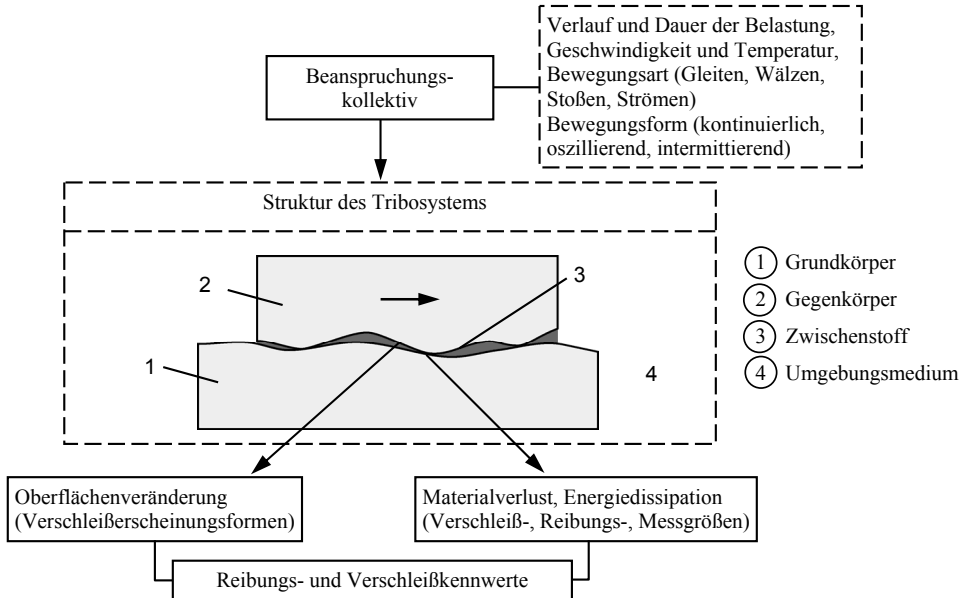 Verlauf und Dauer der Belastung,
Geschwindigkeit und Temperatur,
Bewegungsart (Gleiten, Wälzen,
Stoßen, Strömen)
Bewegungsform (kontinuierlich,
oszillierend, intermittierend)
Beanspruchungs-
kollektiv
Struktur des Tribosystems
2
3
1
4
1 Grundkörper
2 Gegenkörper
3 Zwischenstoff
4 Umgebungsmedium
Oberflächenveränderung
(Verschleißerscheinungsformen)
Materialverlust, Energiedissipation
(Verschleiß-, Reibungs-, Messgrößen)
Reibungs- und Verschleißkennwerte